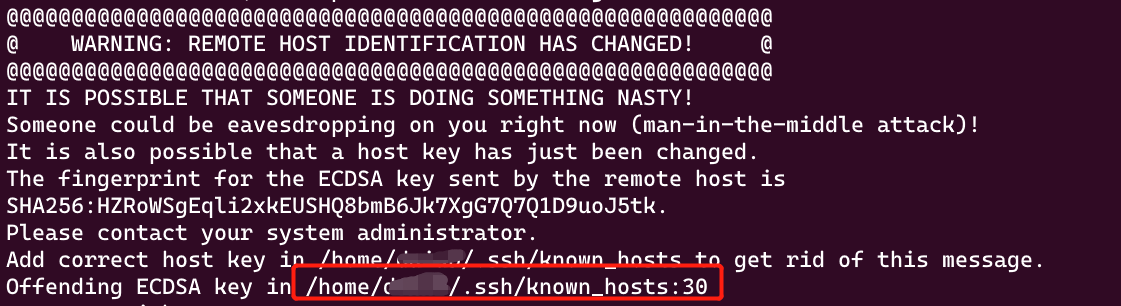 @@@@@@@@@@@@@@@@@@@@@@@@@@@@@@@@@@@@@@@@@@@@@@@@@@@@@@@@@@@
@    WARNING: REMOTE HOST IDENTIFICATION HAS CHANGED!     @
@@@@@@@@@@@@@@@@@@@@@@@@@@@@@@@@@@@@@@@@@@@@@@@@@@@@@@@@@@@
IT IS POSSIBLE THAT SOMEONE IS DOING SOMETHING NASTY!
Someone could be eavesdropping on you right now (man-in-the-middle attack)!
It is also possible that a host key has just been changed.
The fingerprint for the ECDSA key sent by the remote host is
SHA256:HZRoWSgEqli2xkEUSHQ8bmB6Jk7XgG7Q7Q1D9uoJ5tk.
Please contact your system administrator.
Add correct host key in /home/ /.ssh/known_hosts to get rid of this message.
Offending ECDSA key in /home/ /.ssh/known_hosts:30